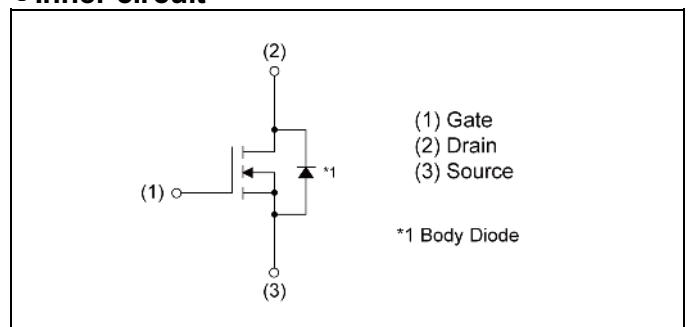 Inner circuit
(2)
(1) Gate
(2) Drain
(3) Source
*1
(1)
*1 Body Diode
(3)